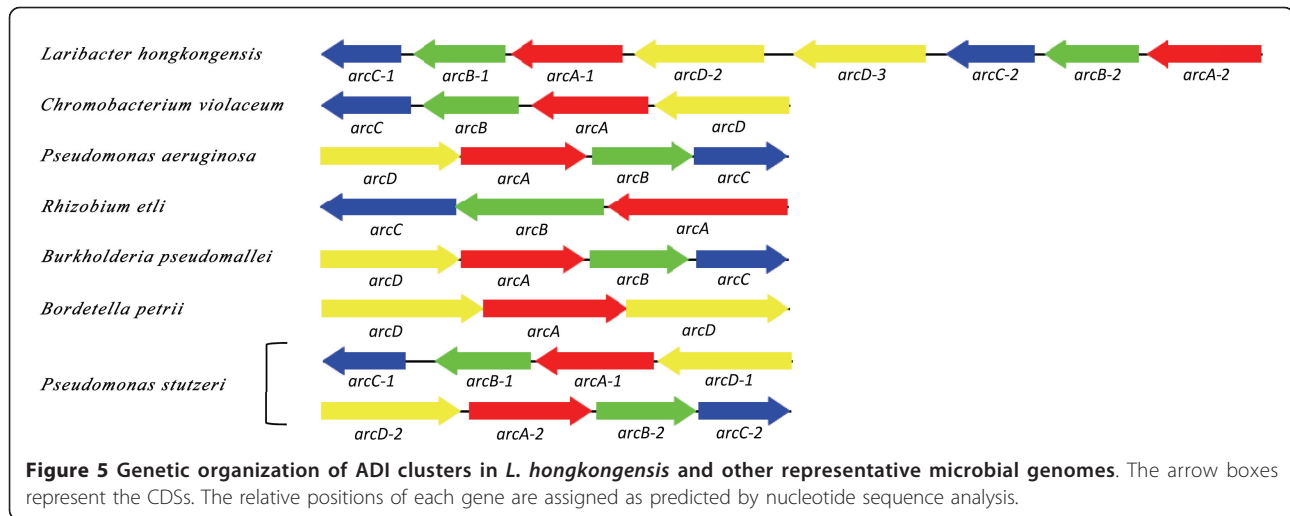 Laribacter hongkongensis
arcC-1 arcB-1 arcA-1 arcD-2 arcD-3 arcC-2 arcB-2 arcA-2
Chromobacterium violaceum
arcC arcB arcA arcD
Pseudomonas aeruginosa
arcD arcA arcB arcC
Rhizobium etli
arcC arcB arcA
Burkholderia pseudomallei
arcD arcA arcB arcC
Bordetella petrii
arcD arcA arcD
Pseudomonas stutzeri
arcC-1 arcB-1 arcA-1 arcD-1
arcD-2 arcA-2 arcB-2 arcC-2
Figure 5 Genetic organization of ADI clusters in L. hongkongensis and other representative microbial genomes. The arrow boxes
represent the CDSs. The relative positions of each gene are assigned as predicted by nucleotide sequence analysis.